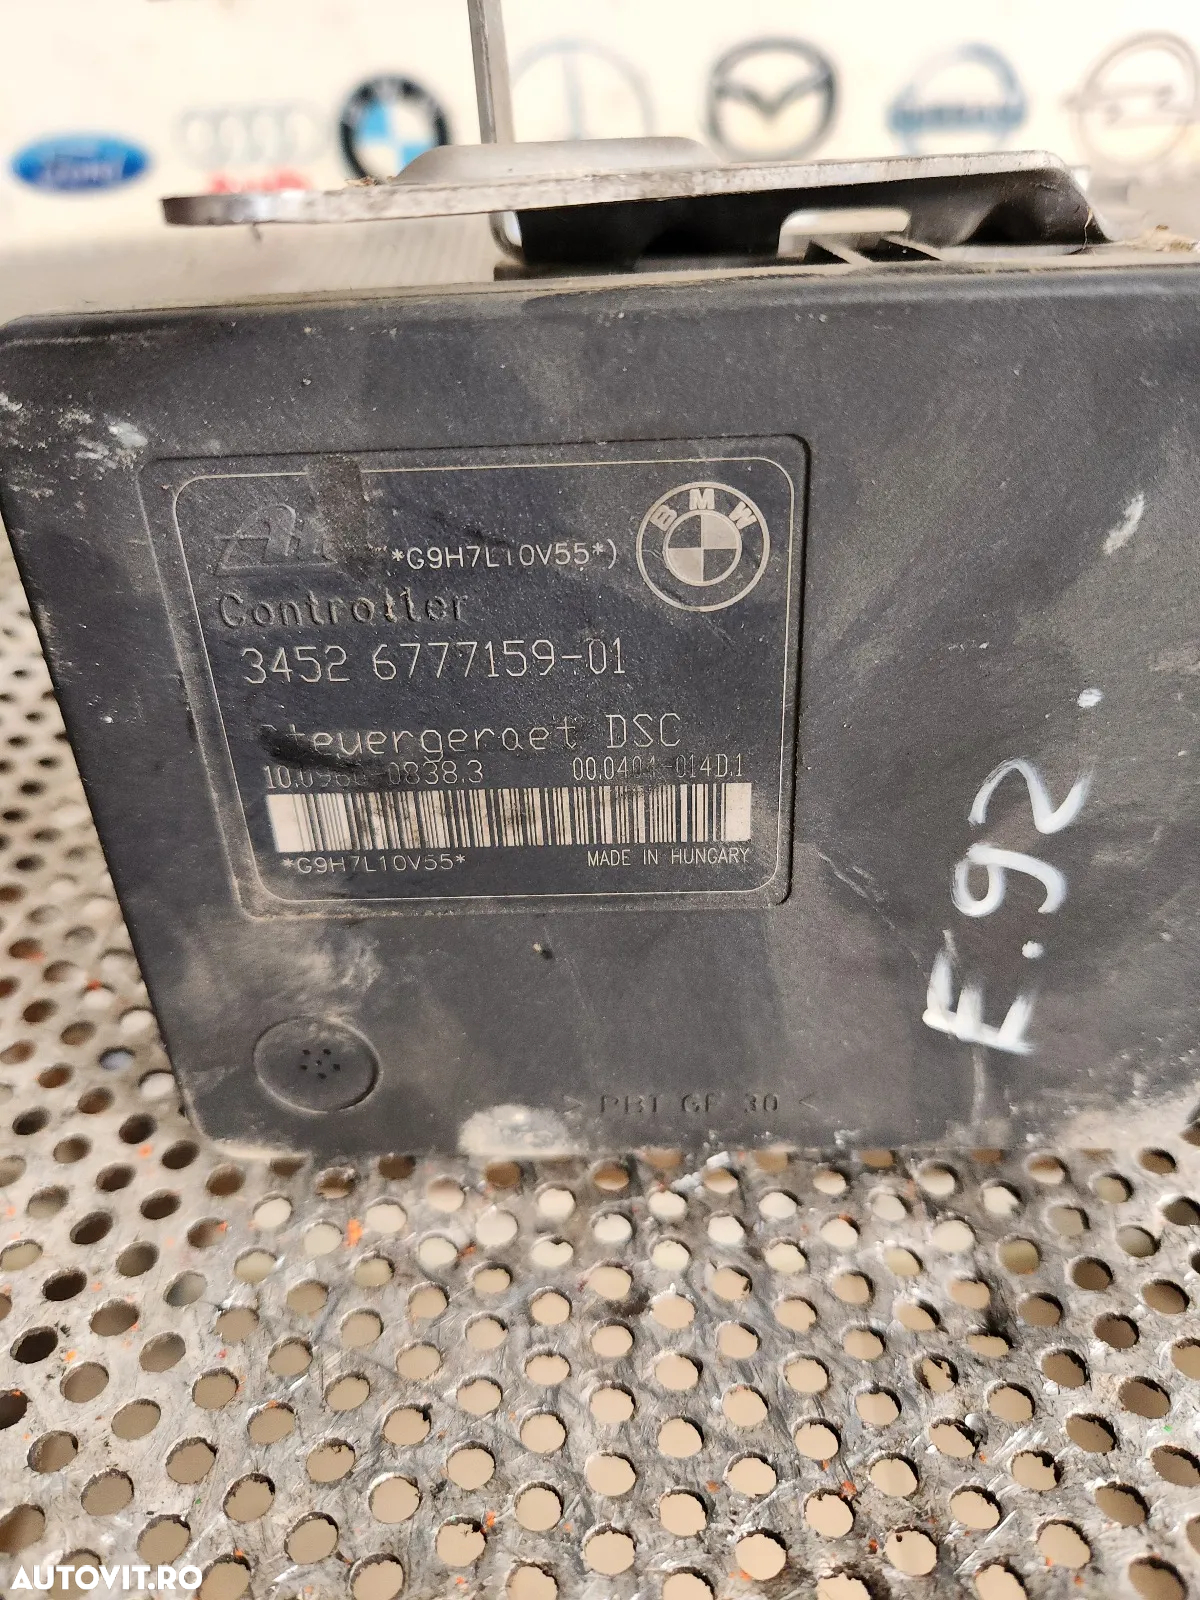 Ford
BMW
(*G9H7L10V55*)
Controller
3452 6777159-01
Steuergeraet DSC
10.0960-0838.3 00.0404-014D.1
*G9H7L10V55*
MADE IN HUNGARY
E.92.
> PBT GF 30 <
AUTOVIT.RO